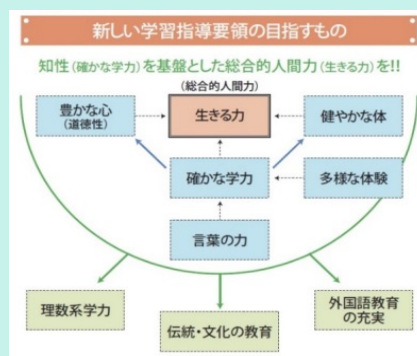 新しい学習指導要領の目指すもの
知性(確かな学力)を基盤とした総合的人間力(生きる力)を!!
(総合的人間力)
豊かな心
(道徳性)
生きる力
健やかな体
確かな学力
多様な体験
言葉の力
理数系学力
伝統・文化の教育
外国語教育
の充実